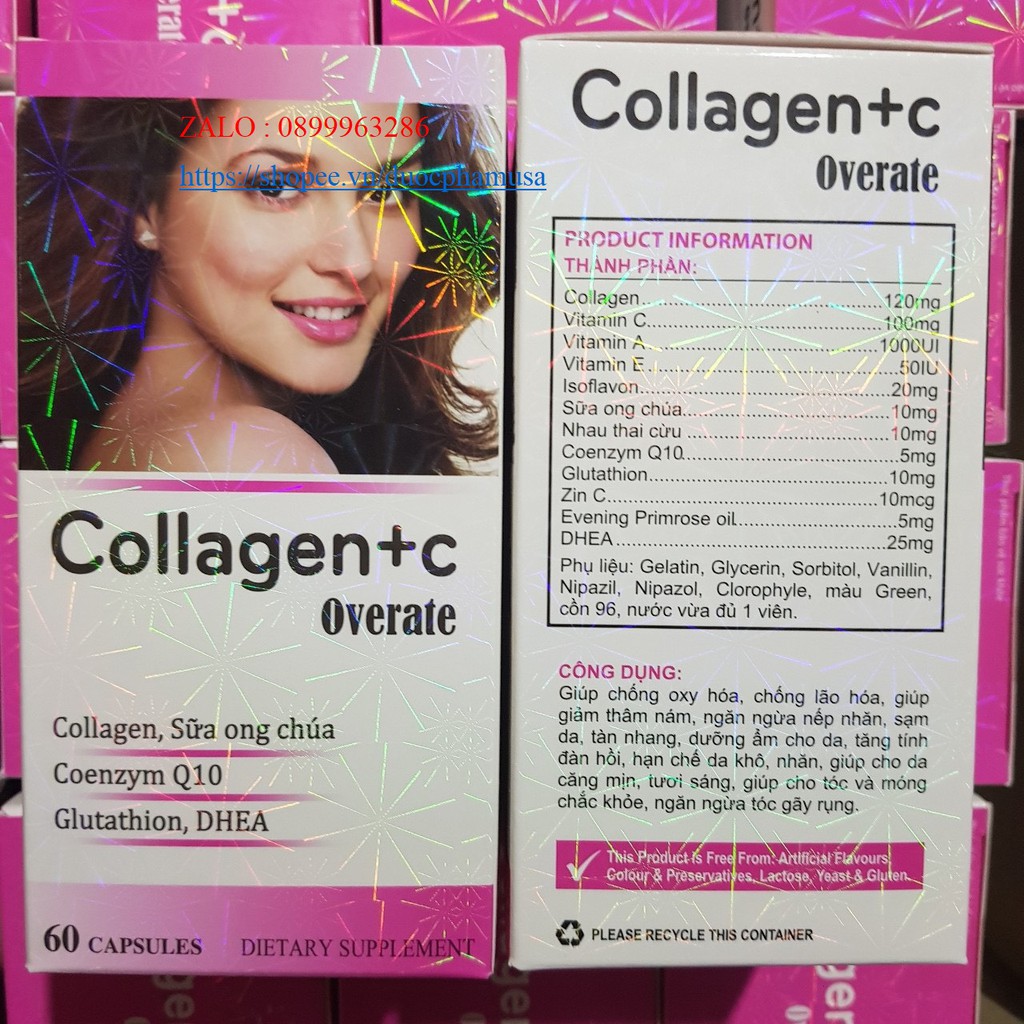 ZALO : 0899963286
https://shopee.vn/duocphamusa
Collagen+c
Overate
Collagen, Sữa ong chúa
Coenzym Q10
Glutathion, DHEA
60 CAPSULES DIETARY SUPPLEMENT
Collagen+c
Overate
PRODUCT INFORMATION
THÀNH PHẦN:
Collagen..............................120mg
Vitamin C..............................100mg
Vitamin A..............................1000UI
Vitamin E..............................50IU
Isoflavon..............................20mg
Sữa ong chúa..............................10mg
Nhau thai cừu ..............................10mg
Coenzym Q10..............................5mg
Glutathion..............................10mg
Zin C..............................10mcg
Evening Primrose oil..............................5mg
DHEA..............................25mg
Phụ liệu: Gelatin, Glycerin, Sorbitol, Vanillin,
Nipazil, Nipazol, Clorophyle, màu Green,
cồn 96, nước vừa đủ 1 viên.
CÔNG DỤNG:
Giúp chống oxy hóa, chống lão hóa, giúp
giảm thâm nám, ngăn ngừa nếp nhăn, sạm
da, tàn nhang, dưỡng ẩm cho da, tăng tính
đàn hồi, hạn chế da khô, nhăn, giúp cho da
căng mịn, tươi sáng, giúp cho tóc và móng
chắc khỏe, ngăn ngừa tóc gãy rụng.
This Product is Free From: Artificial Flavours,
Colour & Preservatives, Lactose, Yeast & Gluten.
PLEASE RECYCLE THIS CONTAINER